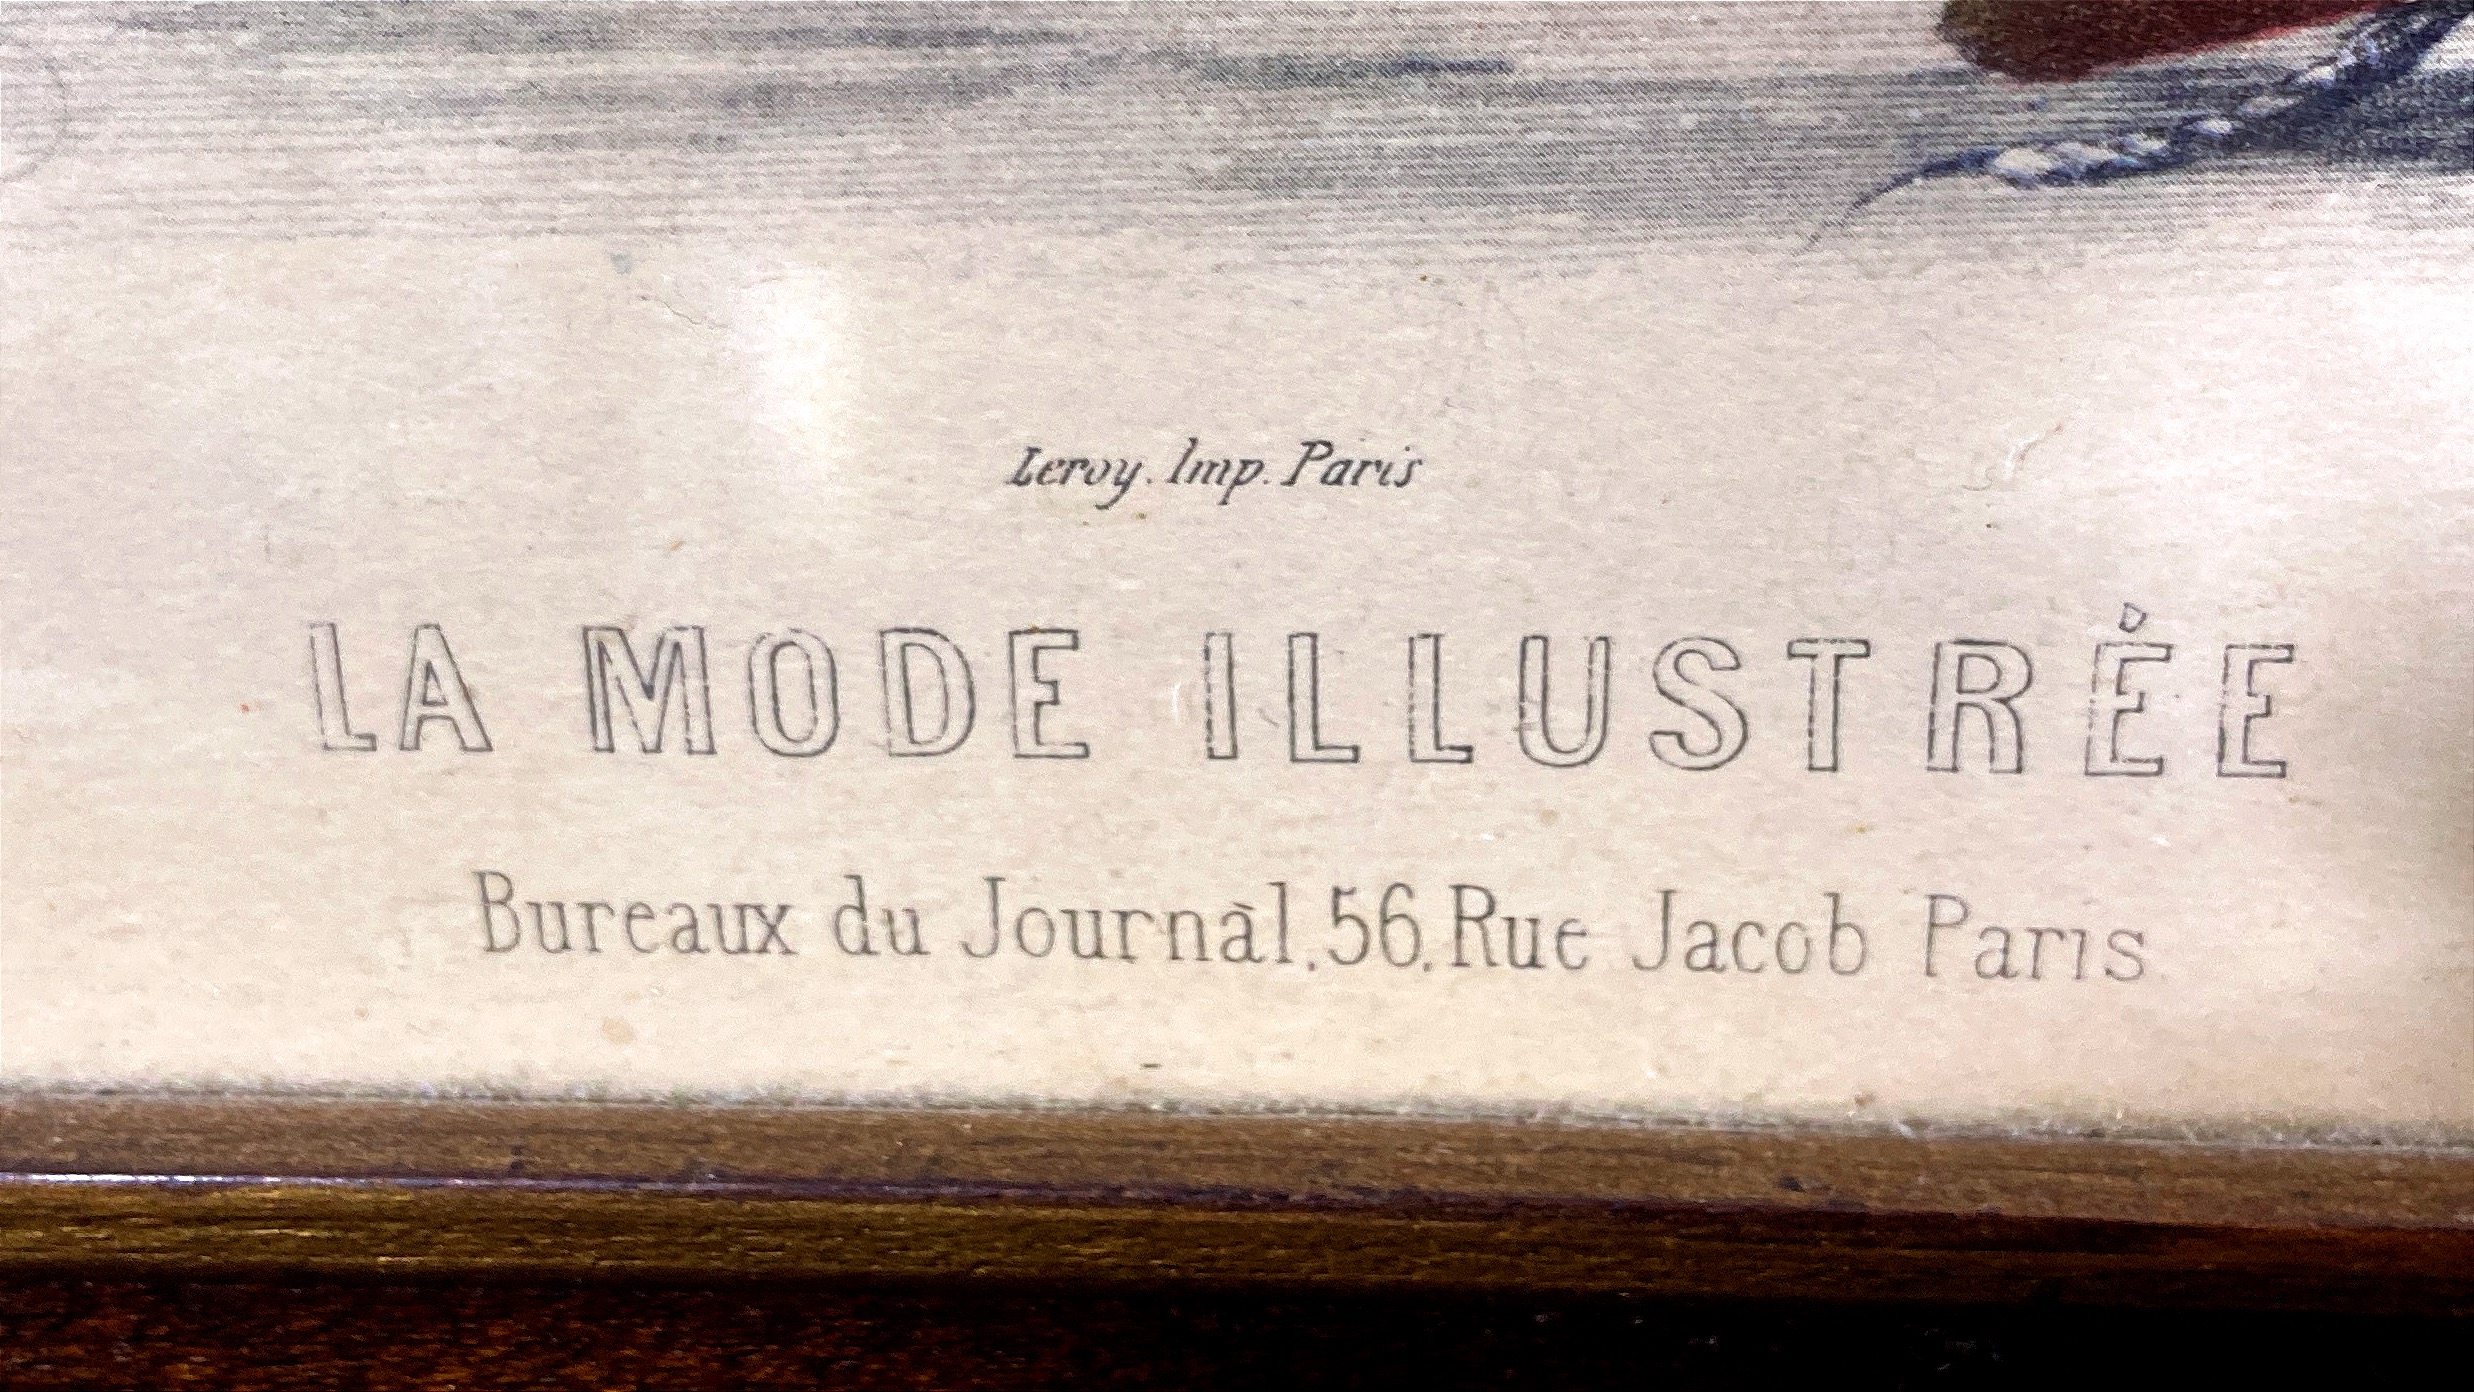 Leroy. Imp. Paris
LA MODE ILLUSTRÉE
Bureaux du Journal, 56, Rue Jacob Paris